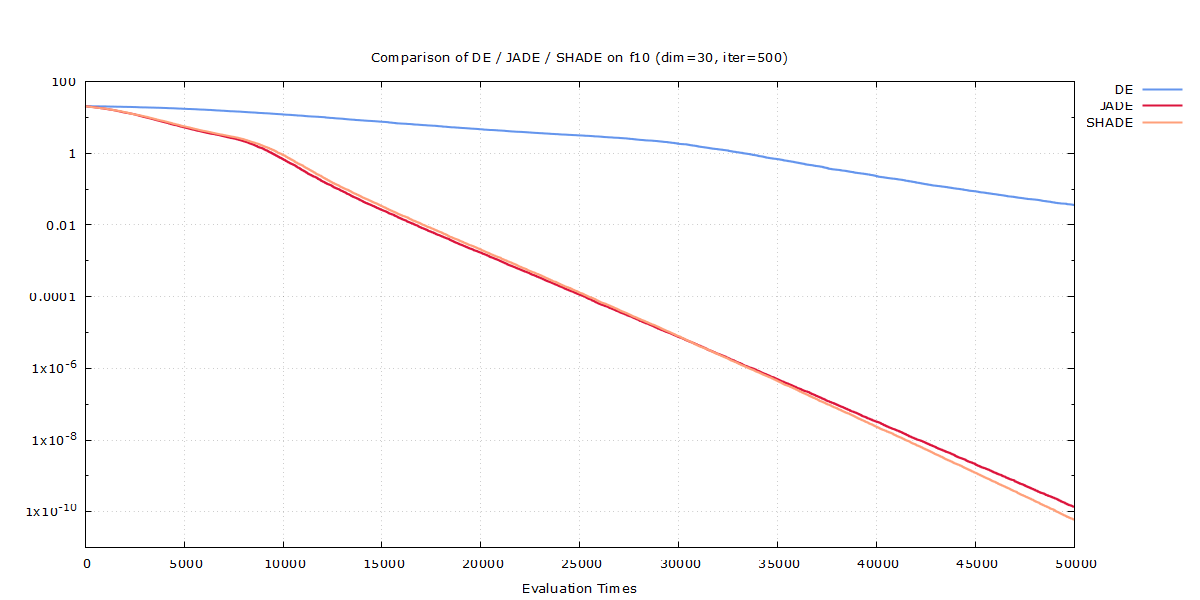 Comparison of DE / JADE / SHADE on f10 (dim=30, iter=500)
DE
JADE
SHADE
100
1
0.01
0.0001
1x10^-6
1x10^-8
1x10^-10
0 5000 10000 15000 20000 25000 30000 35000 40000 45000 50000
Evaluation Times